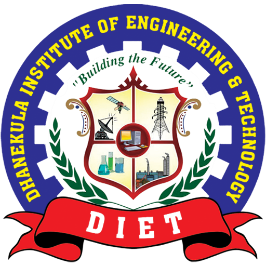 DHANEKULA INSTITUTE OF ENGINEERING & TECHNOLOGY
"Building the Future"
DIET